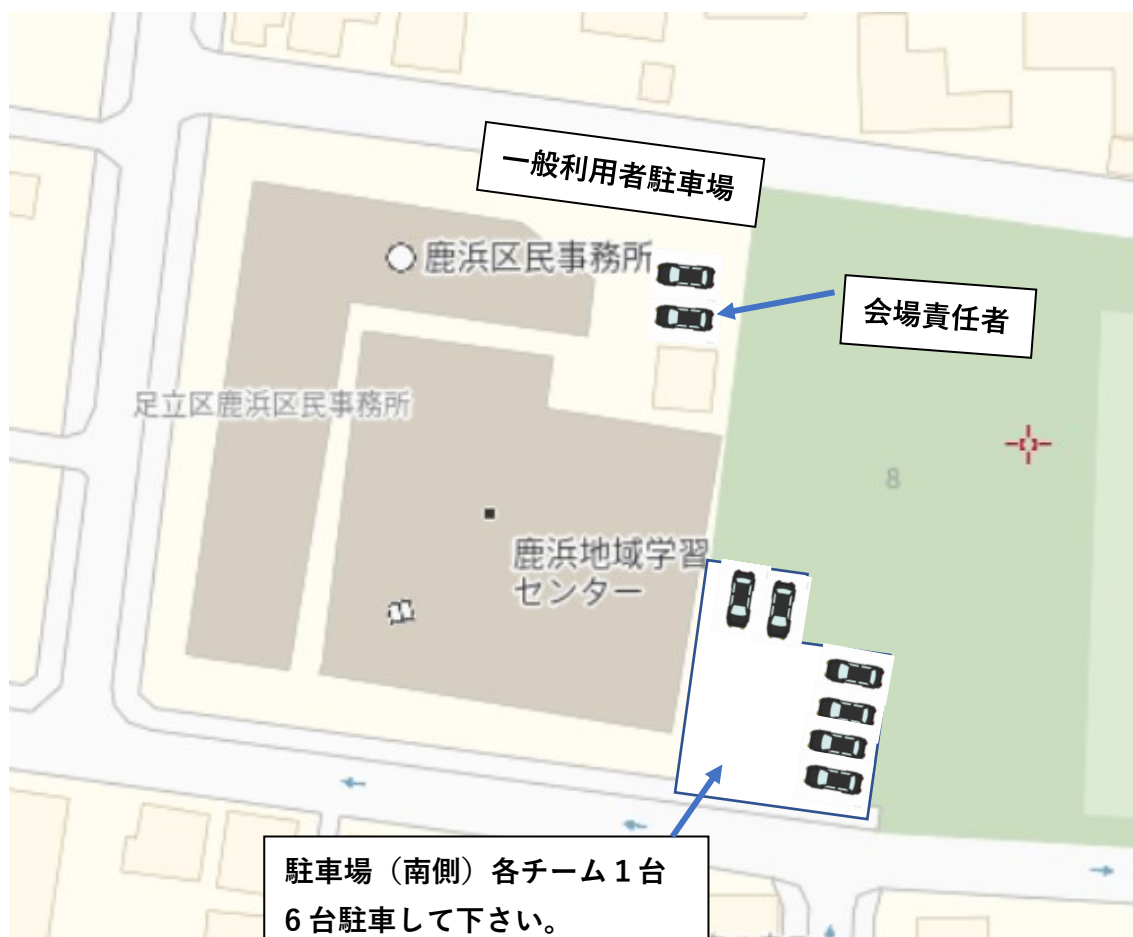 一般利用者駐車場
鹿浜区民事務所
会場責任者
足立区鹿浜区民事務所
8
鹿浜地域学習
センター
駐車場（南側）各チーム１台
6台駐車して下さい。